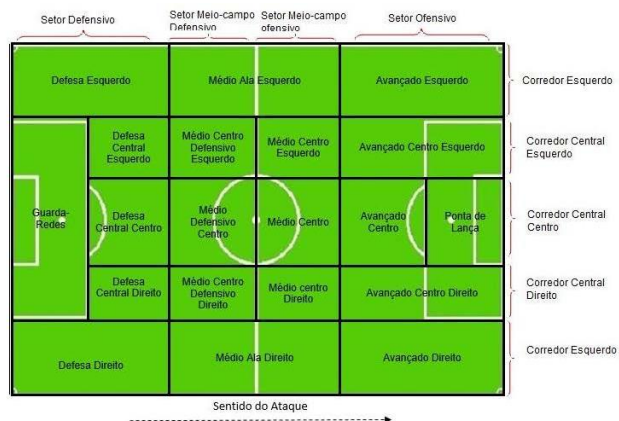 Setor Defensivo
Setor Meio-campo
Defensivo
Setor Meio-campo
ofensivo
Setor Ofensivo
Defesa Esquerdo
Médio Ala Esquerdo
Avançado Esquerdo
Corredor Esquerdo
Defesa
Central
Esquerdo
Médio Centro
Defensivo
Esquerdo
Médio Centro
Esquerdo
Avançado Centro Esquerdo
Corredor Central
Esquerdo
Guarda-
Redes
Defesa
Central Centro
Médio
Defensivo
Centro
Médio Centro
Avançado
Centro
Ponta de
Lança
Corredor Central
Centro
Defesa
Central Direito
Médio Centro
Defensivo
Direito
Médio centro
Direito
Avançado Centro Direito
Corredor Central
Direito
Defesa Direito
Médio Ala Direito
Avançado Direito
Corredor Esquerdo
Sentido do Ataque